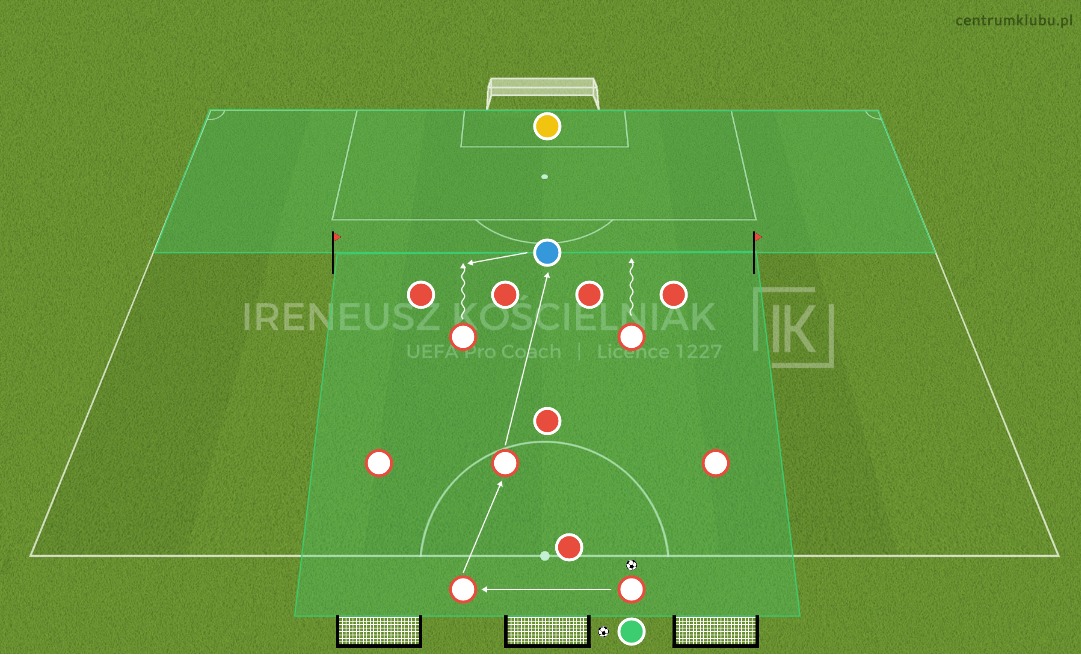 centrumklubu.pl
IRENEUSZ KOŚCIELNIAK
UEFA Pro Coach | Licence 1227
IK